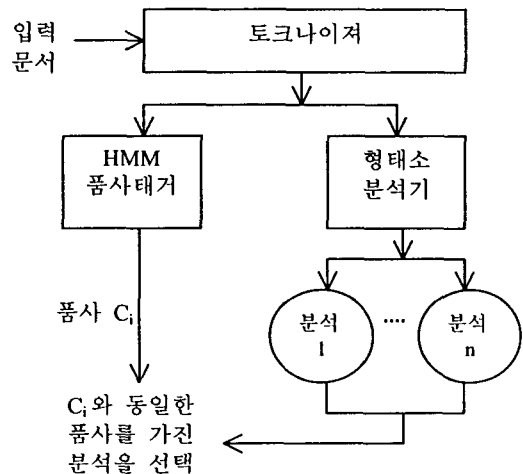 입력
문서
토크나이져
HMM
품사태거
형태소
분석기
품사 Ci
분석
1
....
분석
n
Ci와 동일한
품사를 가진
분석을 선택